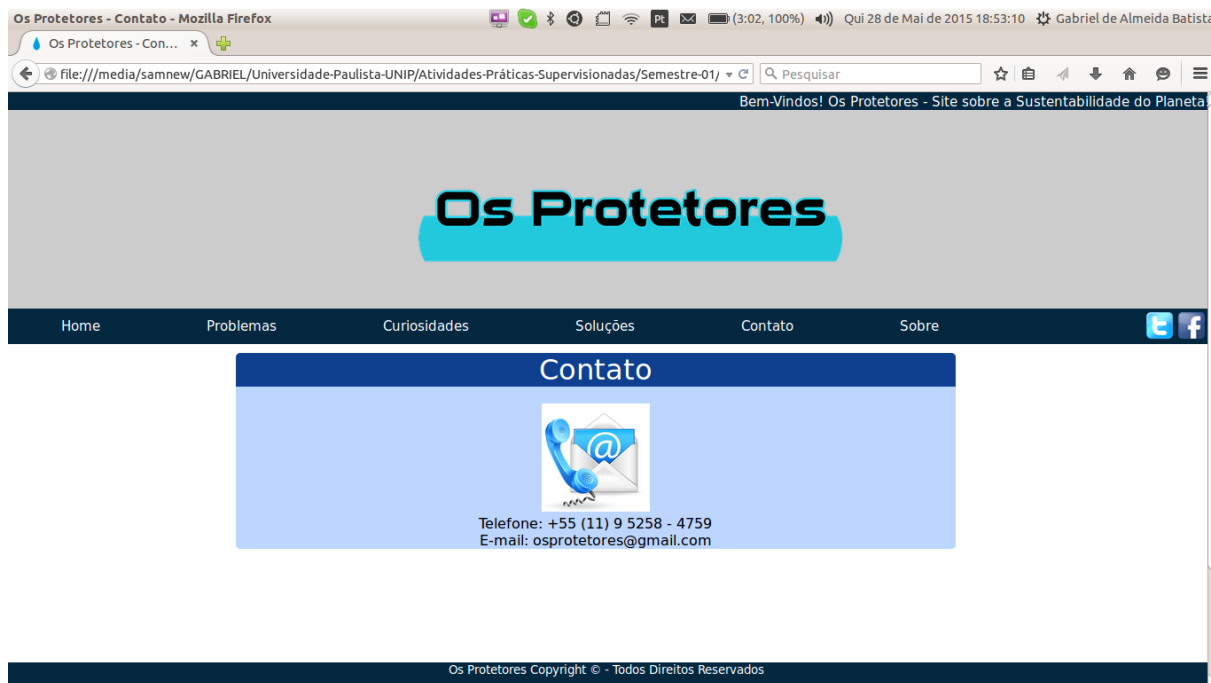 Os Protetores - Contato - Mozilla Firefox
Pt (3:02, 100%) Qui 28 de Mai de 2015 18:53:10 Gabriel de Almeida Batista
Os Protetores - Con...
file:///media/samnew/GABRIEL/Universidade-Paulista-UNIP/Atividades-Práticas-Supervisionadas/Semestre-01/ Pesquisar
Bem-Vindos! Os Protetores - Site sobre a Sustentabilidade do Planeta!
Os Protetores
Home Problemas Curiosidades Soluções Contato Sobre
Contato
@
Telefone: +55 (11) 9 5258 - 4759
E-mail: osprotetores@gmail.com
Os Protetores Copyright © - Todos Direitos Reservados